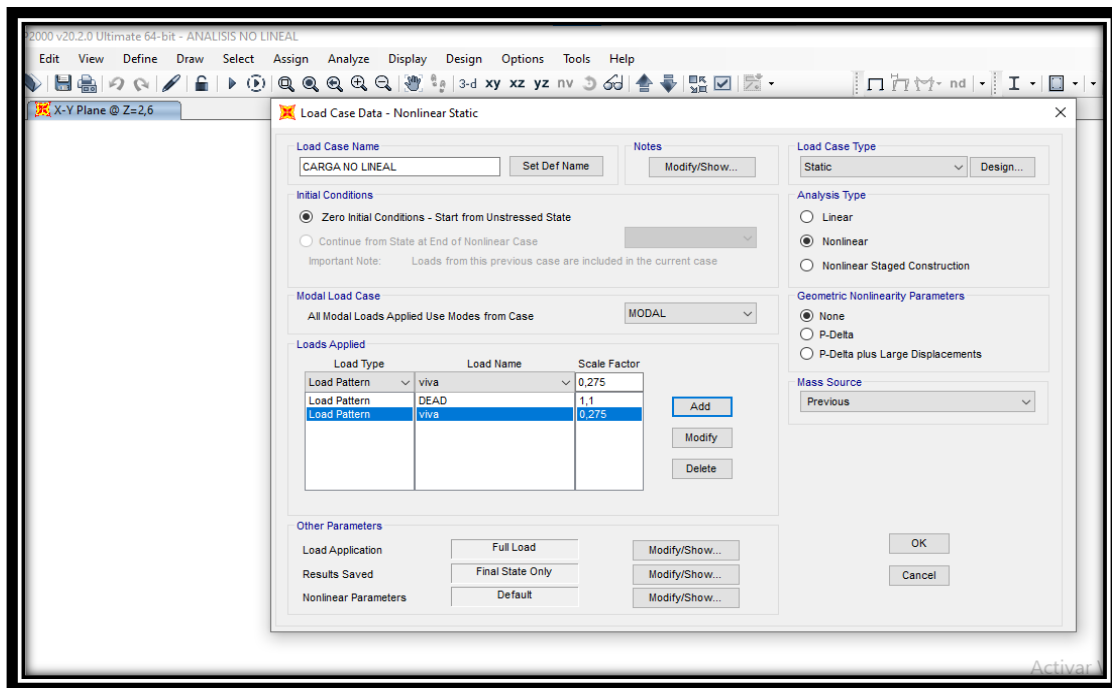 2000 v20.2.0 Ultimate 64-bit - ANALISIS NO LINEAL
Edit View Define Draw Select Assign Analyze Display Design Options Tools Help
3-d xy xz yz nv nd
X-Y Plane @ Z=2,6
Load Case Data - Nonlinear Static
Load Case Name
CARGA NO LINEAL
Set Def Name
Notes
Modify/Show...
Load Case Type
Static
Design...
Initial Conditions
Zero Initial Conditions - Start from Unstressed State
Continue from State at End of Nonlinear Case
Important Note: Loads from this previous case are included in the current case
Analysis Type
Linear
Nonlinear
Nonlinear Staged Construction
Modal Load Case
All Modal Loads Applied Use Modes from Case
MODAL
Geometric Nonlinearity Parameters
None
P-Delta
P-Delta plus Large Displacements
Loads Applied
Load Type Load Name Scale Factor
Load Pattern viva 0,275
Load Pattern DEAD 1,1
Load Pattern viva 0,275
Add
Modify
Delete
Mass Source
Previous
Other Parameters
Load Application Full Load Modify/Show...
Results Saved Final State Only Modify/Show...
Nonlinear Parameters Default Modify/Show...
OK
Cancel
Activar